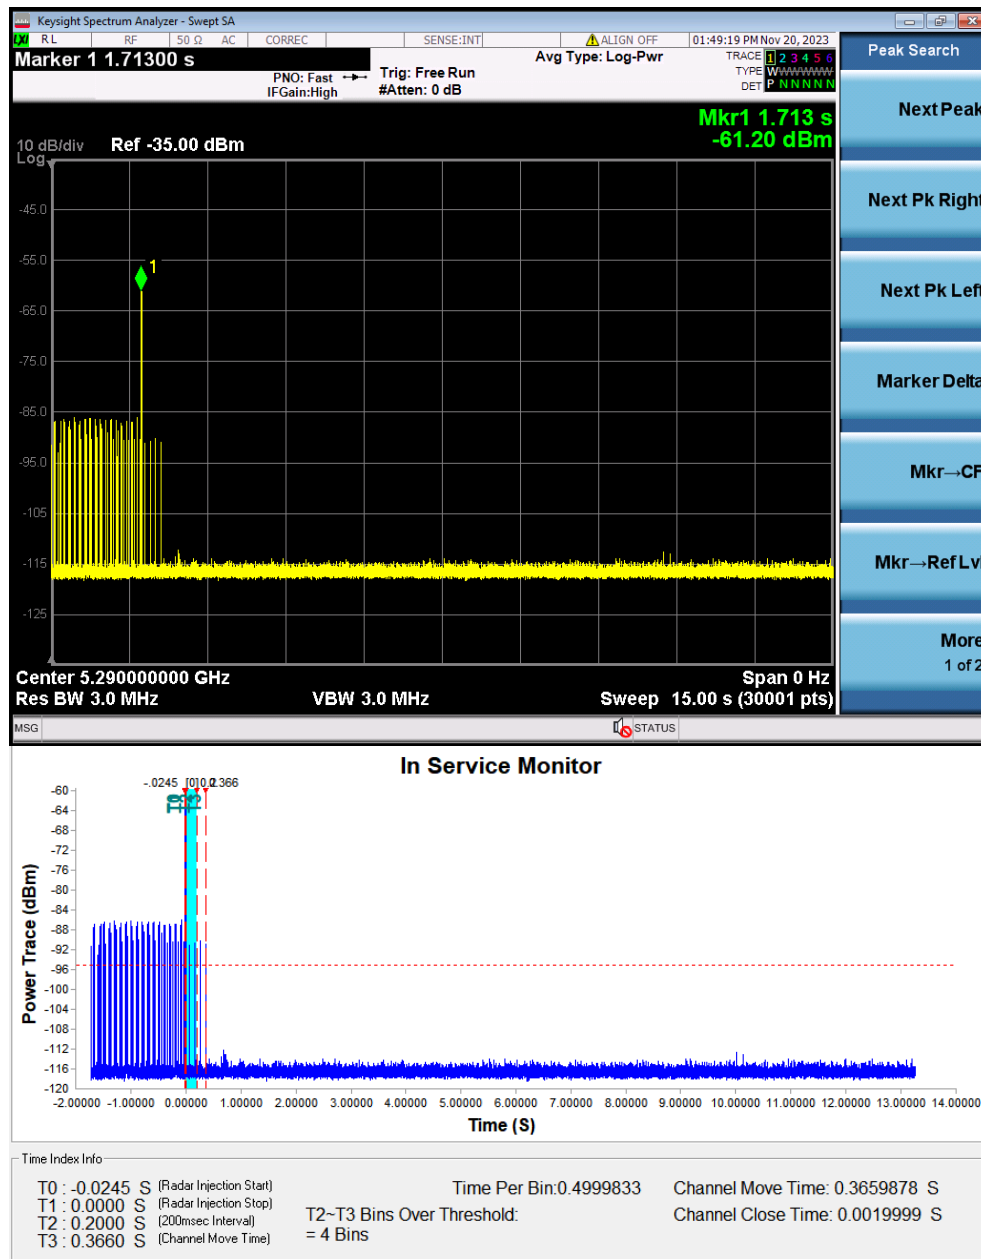 Keysight Spectrum Analyzer - Swept SA
LXI RL RF 50 Ω AC CORREC SENSE:INT ALIGN OFF 01:49:19 PM Nov 20, 2023
Marker 1 1.71300 s
PNO: Fast
IFGain:High
Trig: Free Run
#Atten: 0 dB
Avg Type: Log-Pwr
TRACE 1 2 3 4 5 6
TYPE WWWWWW
DET P N N N N N
Peak Search
Next Peak
Next Pk Right
Next Pk Left
Marker Delta
Mkr→CF
Mkr→Ref Lvl
More
1 of 2
Mkr1 1.713 s
-61.20 dBm
10 dB/div Ref -35.00 dBm
Log
1
-45.0
-55.0
-65.0
-75.0
-85.0
-95.0
-105
-115
-125
Center 5.290000000 GHz Span 0 Hz
Res BW 3.0 MHz VBW 3.0 MHz Sweep 15.00 s (30001 pts)
MSG STATUS
In Service Monitor
-.0245 [0]0.2.366
T0
Power Trace (dBm)
-60
-64
-68
-72
-76
-80
-84
-88
-92
-96
-100
-104
-108
-112
-116
-120
-2.00000 -1.00000 0.00000 1.00000 2.00000 3.00000 4.00000 5.00000 6.00000 7.00000 8.00000 9.00000 10.00000 11.00000 12.00000 13.00000 14.00000
Time (S)
Time Index Info
T0 : -0.0245 S (Radar Injection Start)
T1 : 0.0000 S (Radar Injection Stop)
T2 : 0.2000 S (200msec Interval)
T3 : 0.3660 S (Channel Move Time)
Time Per Bin:0.4999833
T2~T3 Bins Over Threshold:
= 4 Bins
Channel Move Time: 0.3659878 S
Channel Close Time: 0.0019999 S